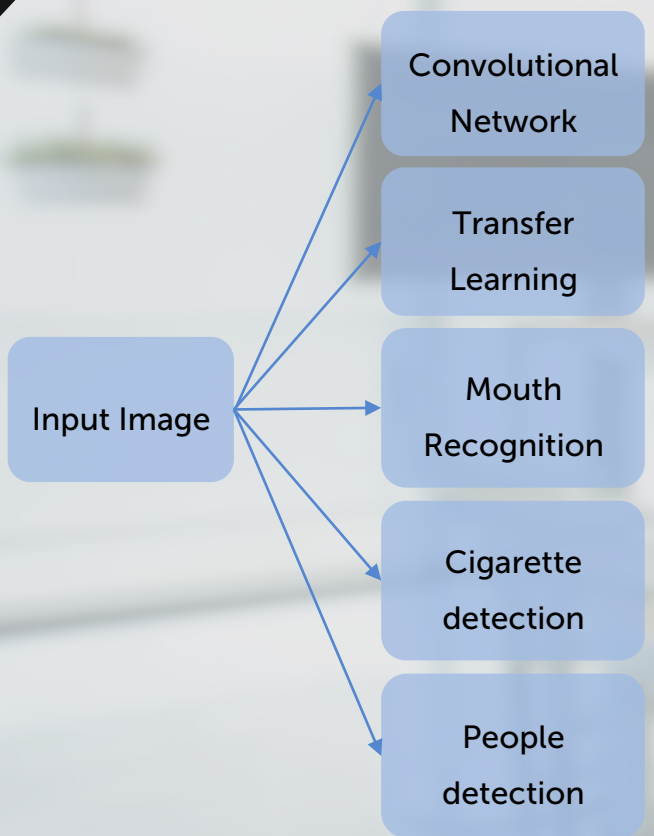 Convolutional
Network
Transfer
Learning
Input Image
Mouth
Recognition
Cigarette
detection
People
detection